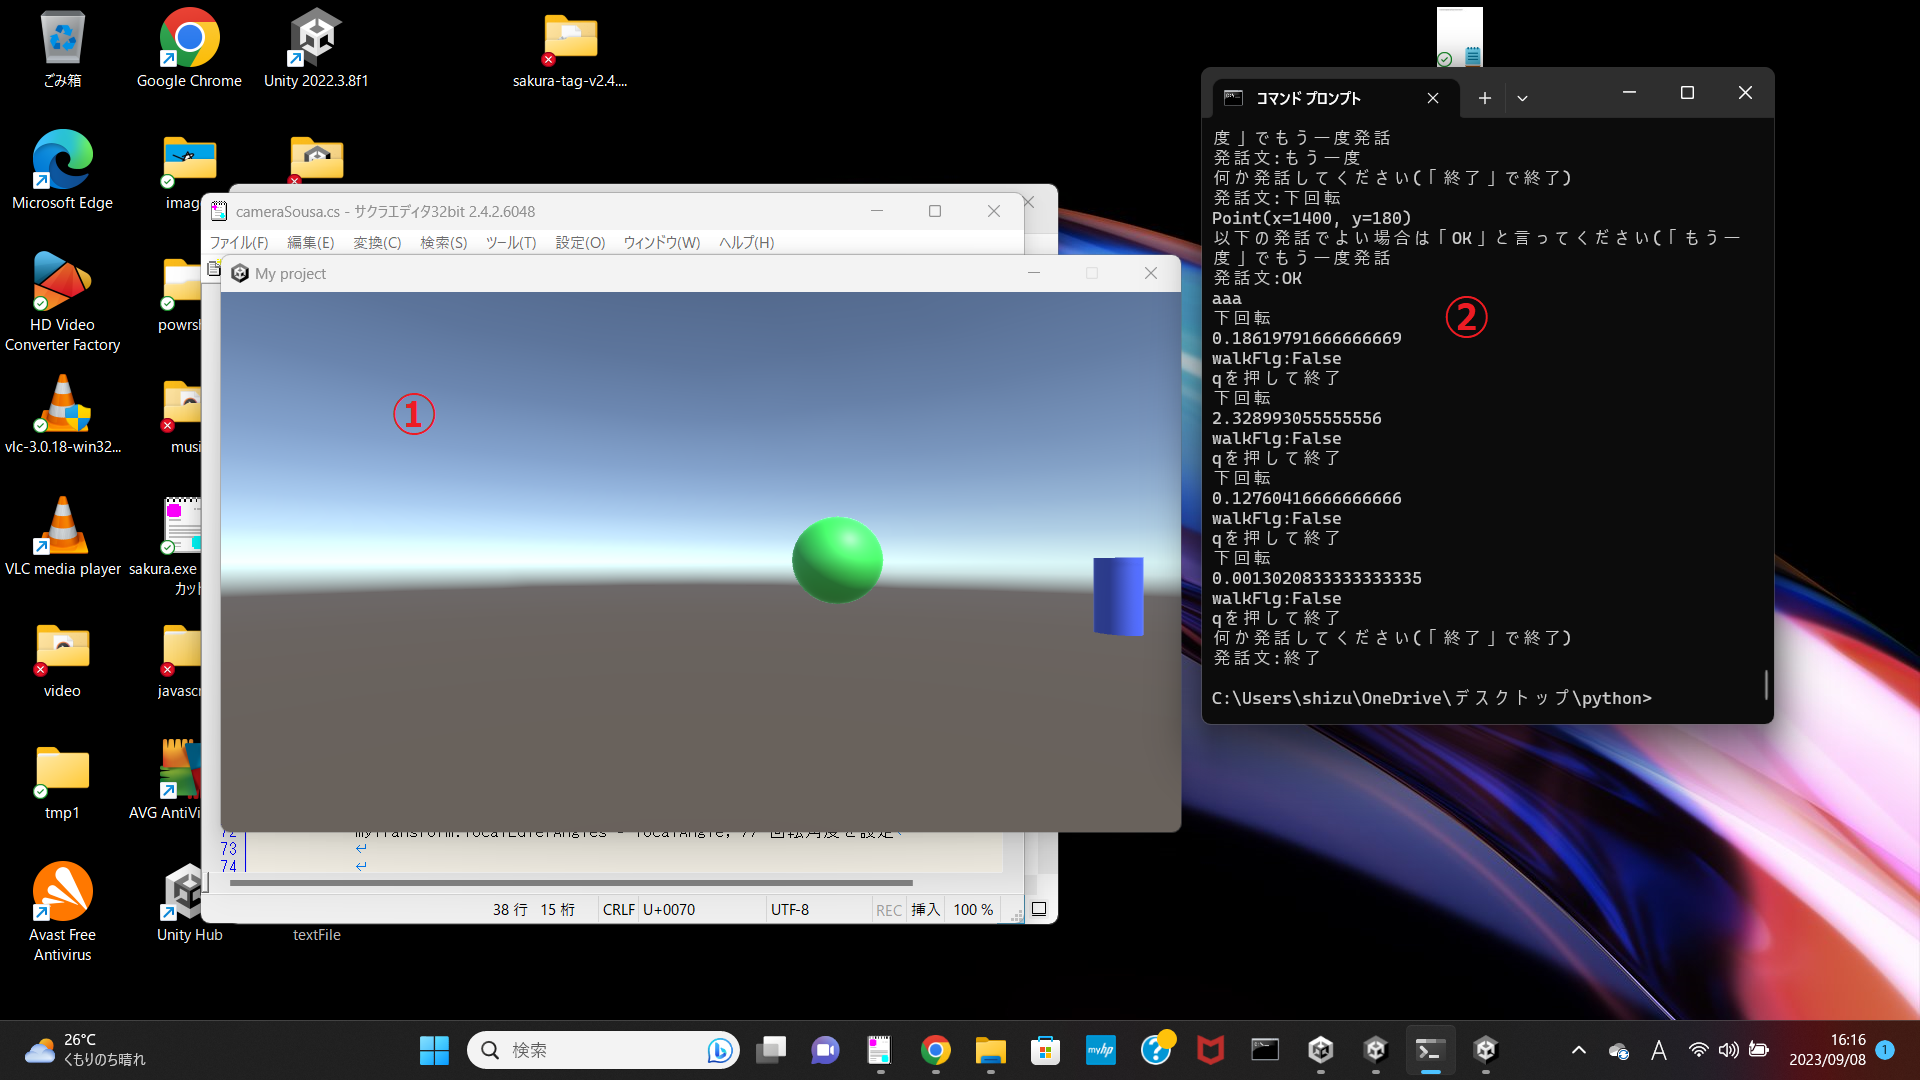 ごみ箱
Google Chrome
Unity 2022.3.8f1
sakura-tag-v2.4....
Microsoft Edge
imag
HD Video
Converter Factory
powrsh
vlc-3.0.18-win32...
musi
VLC media player
sakura.exe
カット
video
javascr
tmp1
AVG AntiVi
Avast Free
Antivirus
Unity Hub
textFile
cameraSousa.cs - サクラエディタ32bit 2.4.2.6048
ファイル(F) 編集(E) 変換(C) 検索(S) ツール(T) 設定(O) ウィンドウ(W) ヘルプ(H)
My project
①
72 myTransform.localEulerAngles = localAngle; // 回転角度を設定
73
74
38 行 15 桁 CRLF U+0070 UTF-8 REC 挿入 100 %
コマンド プロンプト
度」でもう一度発話
発話文:もう一度
何か発話してください(「終了」で終了)
発話文:下回転
Point(x=1400, y=180)
以下の発話でよい場合は「OK」と言ってください(「もう一
度」でもう一度発話
発話文:OK
aaa
下回転
②
0.18619791666666669
walkFlg:False
qを押して終了
下回転
2.328993055555556
walkFlg:False
qを押して終了
下回転
0.12760416666666666
walkFlg:False
qを押して終了
下回転
0.0013020833333333335
walkFlg:False
qを押して終了
何か発話してください(「終了」で終了)
発話文:終了
C:\Users\shizu\OneDrive\デスクトップ\python>
26°C
くもりのち晴れ
検索
myhp
A
16:16
2023/09/08
1